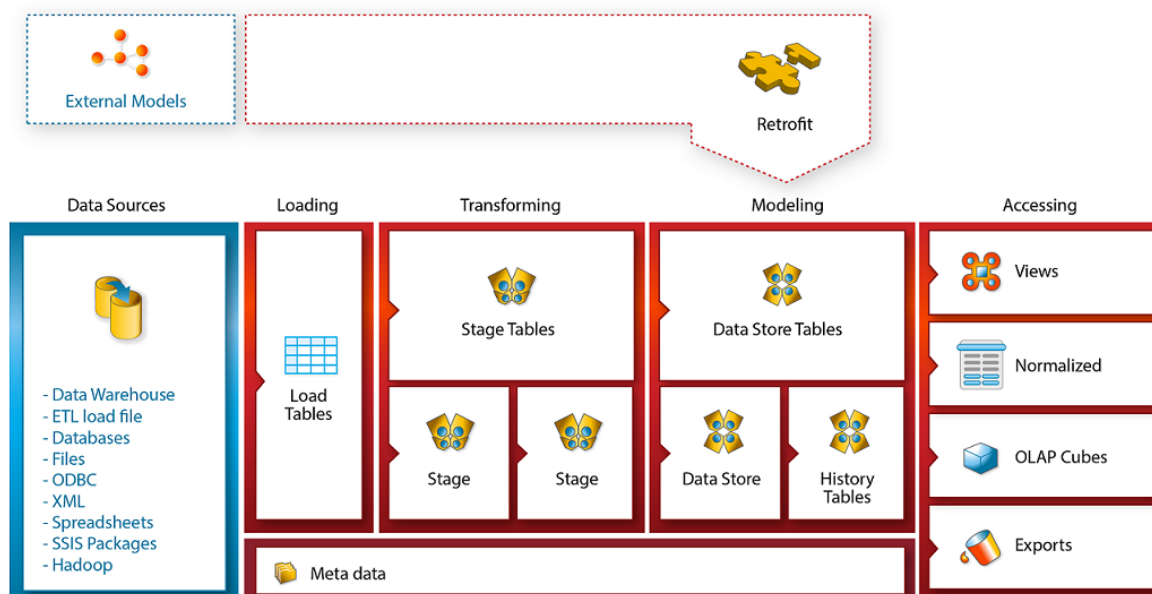 External Models
Retrofit
Data Sources
Loading
Transforming
Modeling
Accessing
- Data Warehouse
- ETL load file
- Databases
- Files
- ODBC
- XML
- Spreadsheets
- SSIS Packages
- Hadoop
Load
Tables
Stage Tables
Stage
Stage
Data Store Tables
Data Store
History
Tables
Views
Normalized
OLAP Cubes
Exports
Meta data